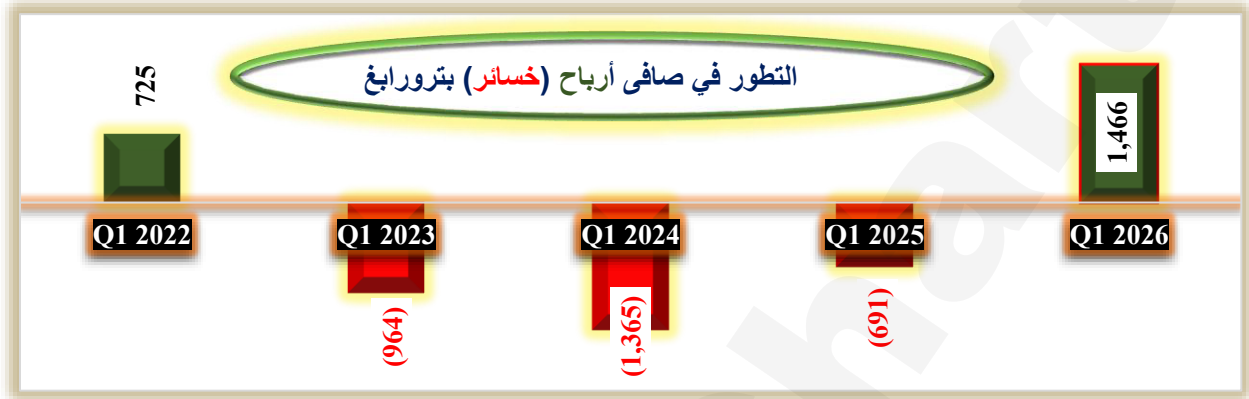 التطور في صافى أرباح (خسائر) بترورابغ
725
1,466
Q1 2022
Q1 2023
Q1 2024
Q1 2025
Q1 2026
(964)
(1,365)
(691)